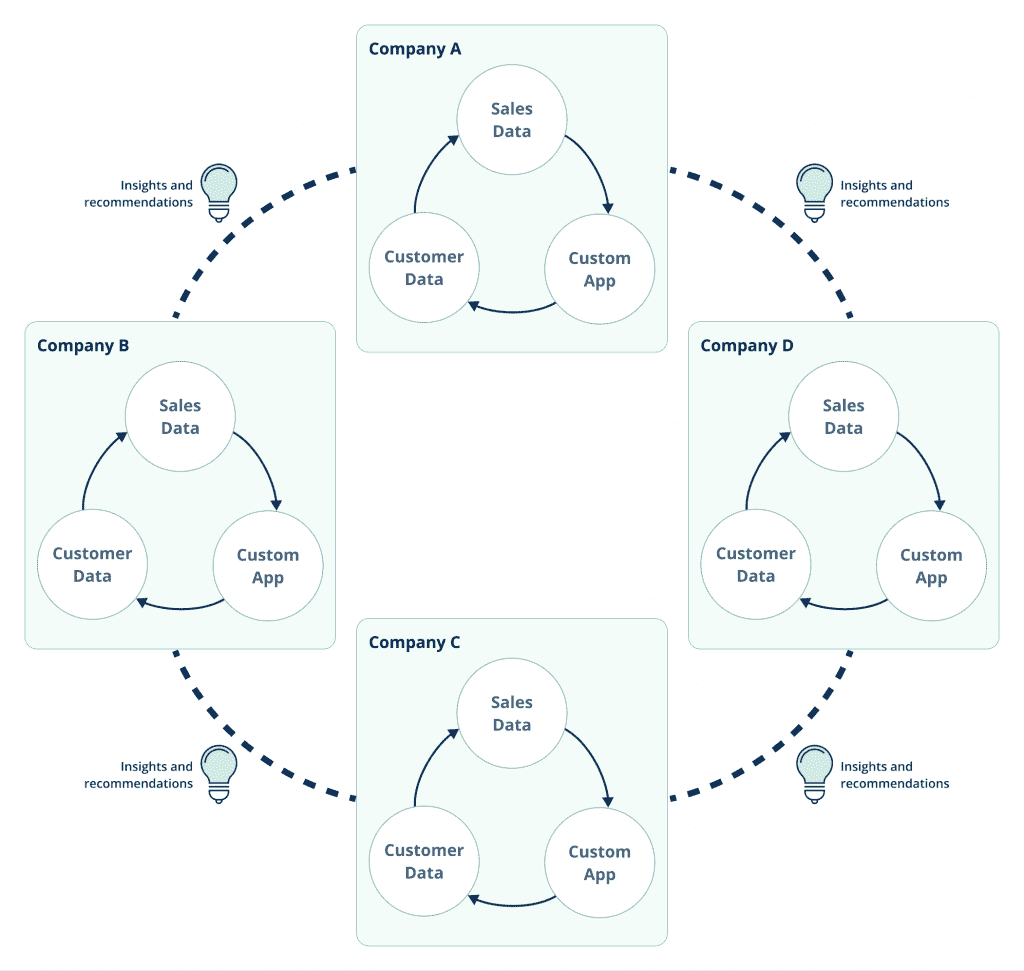 Company A
Sales
Data
Customer
Data
Custom
App
Insights and
recommendations
Insights and
recommendations
Company B
Sales
Data
Customer
Data
Custom
App
Company D
Sales
Data
Customer
Data
Custom
App
Company C
Sales
Data
Customer
Data
Custom
App
Insights and
recommendations
Insights and
recommendations